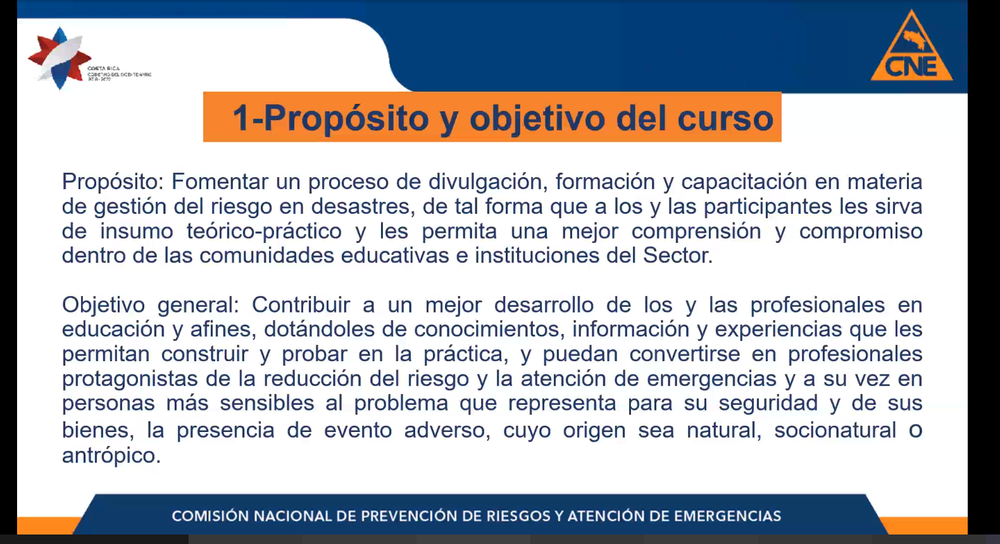 COSTA RICA
GOBIERNO DEL BICENTENARIO
CNE
1-Propósito y objetivo del curso
Propósito: Fomentar un proceso de divulgación, formación y capacitación en materia
de gestión del riesgo en desastres, de tal forma que a los y las participantes les sirva
de insumo teórico-práctico y les permita una mejor comprensión y compromiso
dentro de las comunidades educativas e instituciones del Sector.
Objetivo general: Contribuir a un mejor desarrollo de los y las profesionales en
educación y afines, dotándoles de conocimientos, información y experiencias que les
permitan construir y probar en la práctica, y puedan convertirse en profesionales
protagonistas de la reducción del riesgo y la atención de emergencias y a su vez en
personas más sensibles al problema que representa para su seguridad y de sus
bienes, la presencia de evento adverso, cuyo origen sea natural, socionatural o
antrópico.
COMISIÓN NACIONAL DE PREVENCIÓN DE RIESGOS Y ATENCIÓN DE EMERGENCIAS